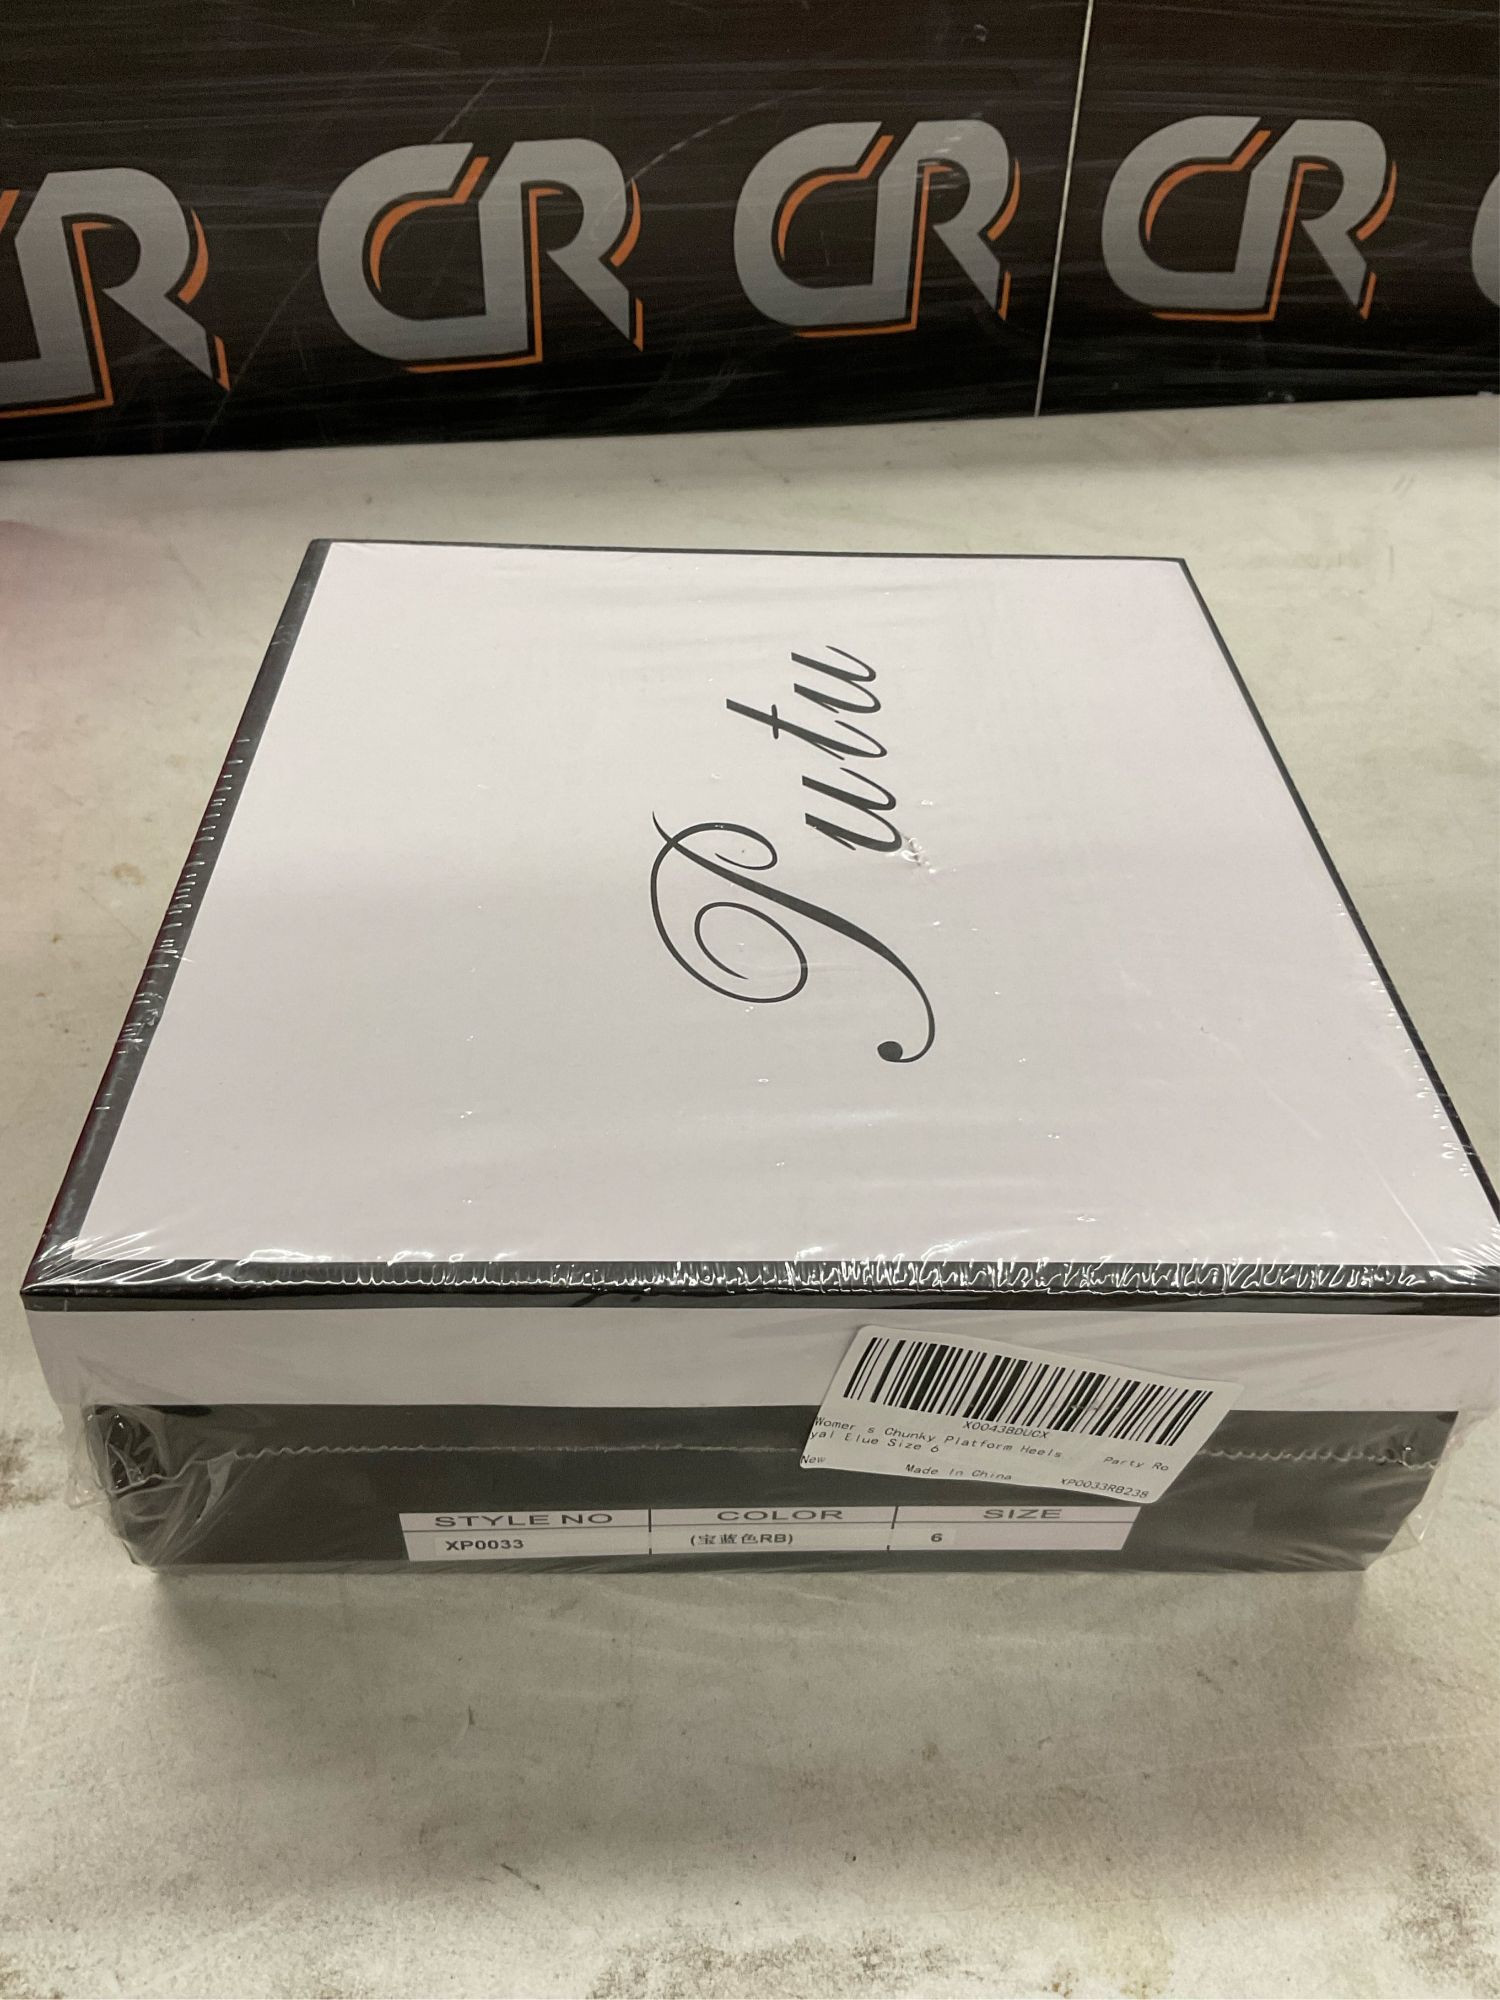 CR CR CR CR
Putu
X0043BDUCX
Women s Chunky Platform Heels Party Ro
yal Blue Size 6
New
Made In China XP0033RB238
STYLE NO COLOR SIZE
XP0033 (宝蓝色RB) 6